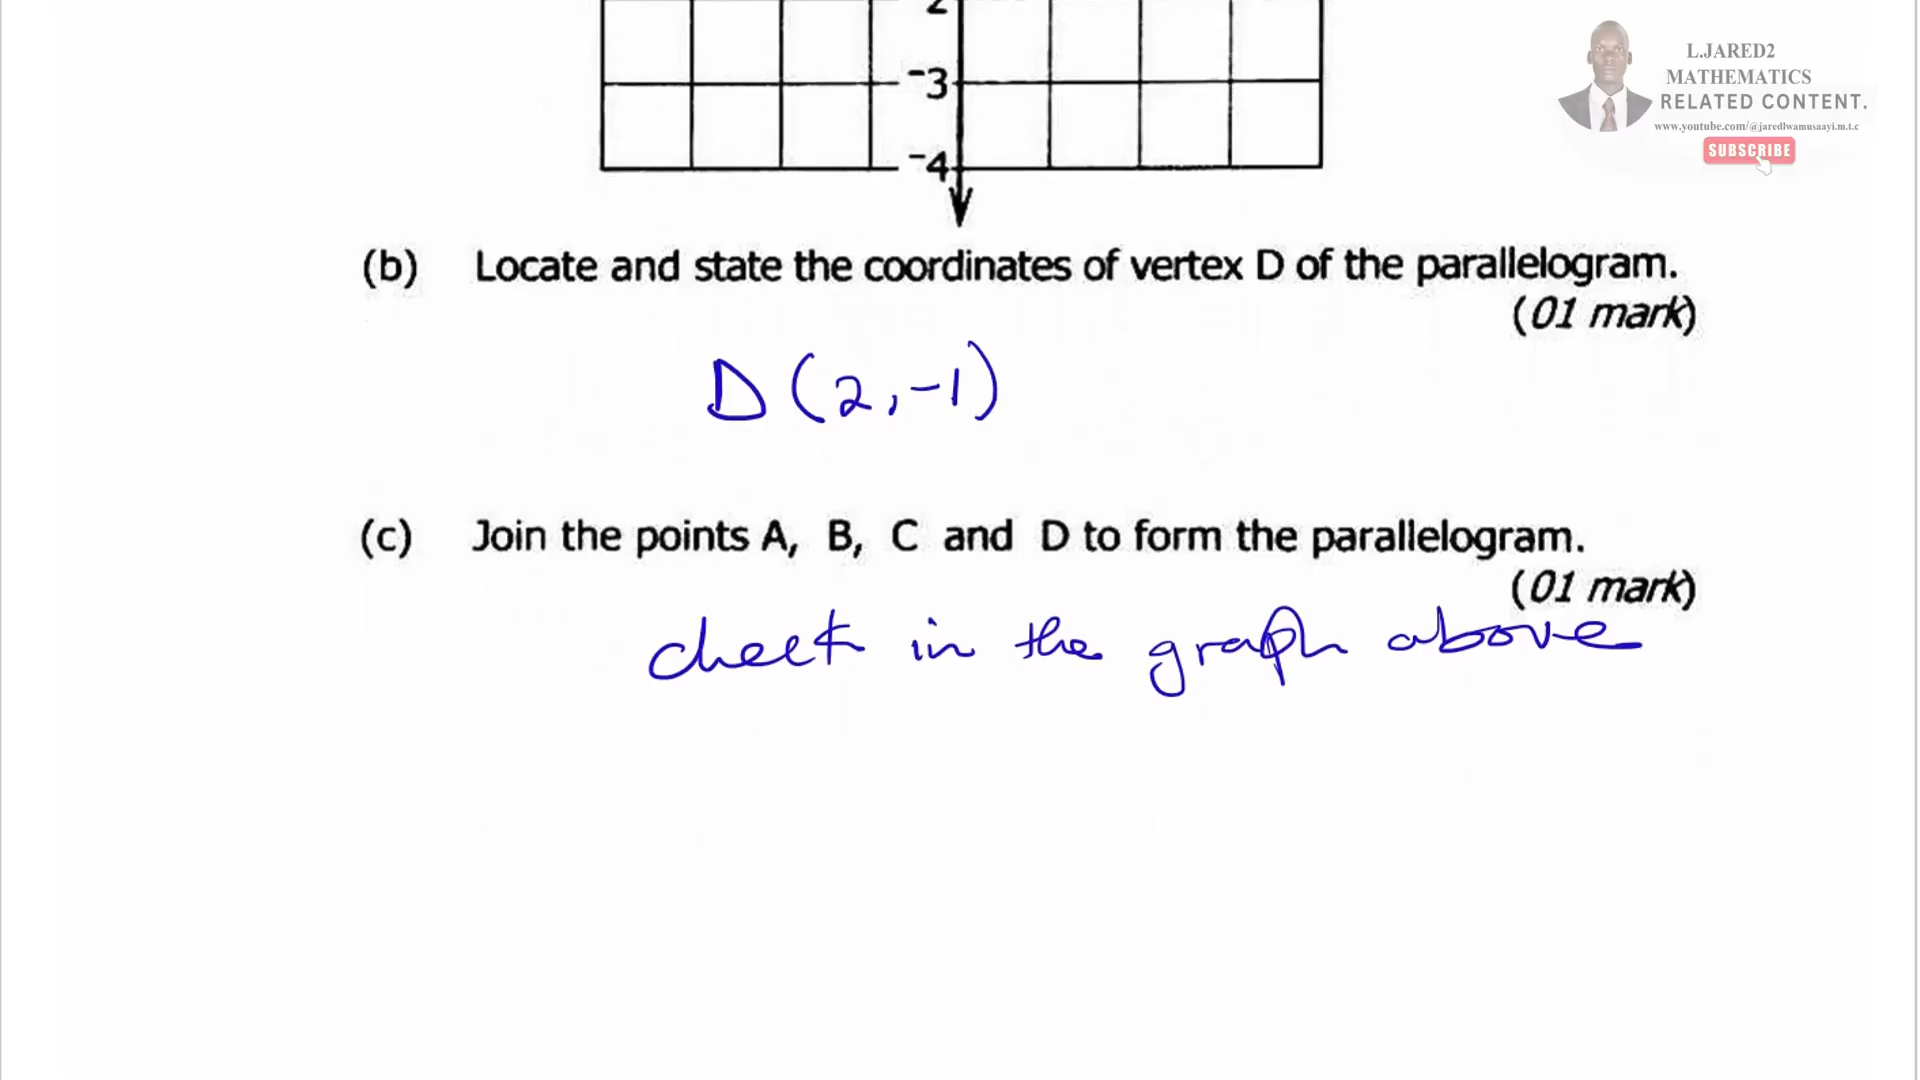 2
-3
-4
L.JARED2
MATHEMATICS
RELATED CONTENT.
www.youtube.com/@jaredlwamusaayi.m.t.c
SUBSCRIBE
(b) Locate and state the coordinates of vertex D of the parallelogram.
(01 mark)
D (2, -1)
(c) Join the points A, B, C and D to form the parallelogram.
(01 mark)
check in the graph above